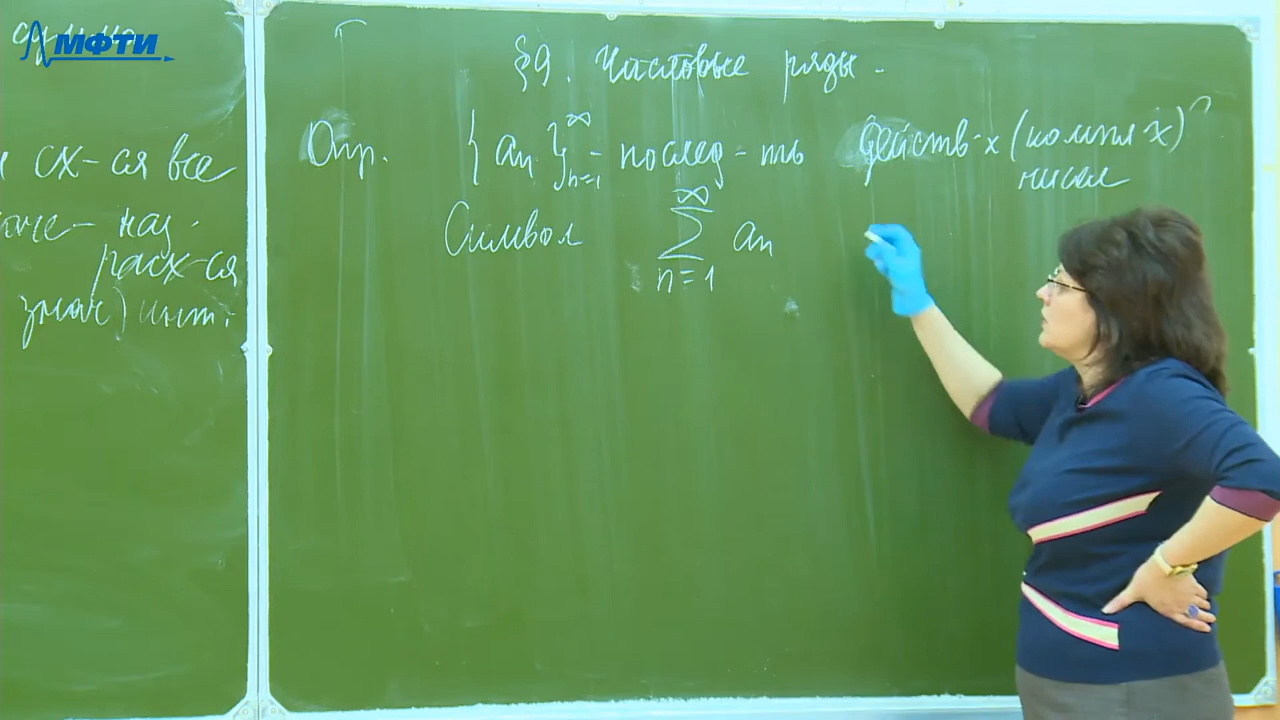 МФТИ
сх-ся все
наз.
расх-ся
знак) инт.
§9. Числовые ряды.
Опр. { an }_{n=1}^∞ - послед-ть действ-х (компл х)
чисел
Символ ∑_{n=1}^∞ an